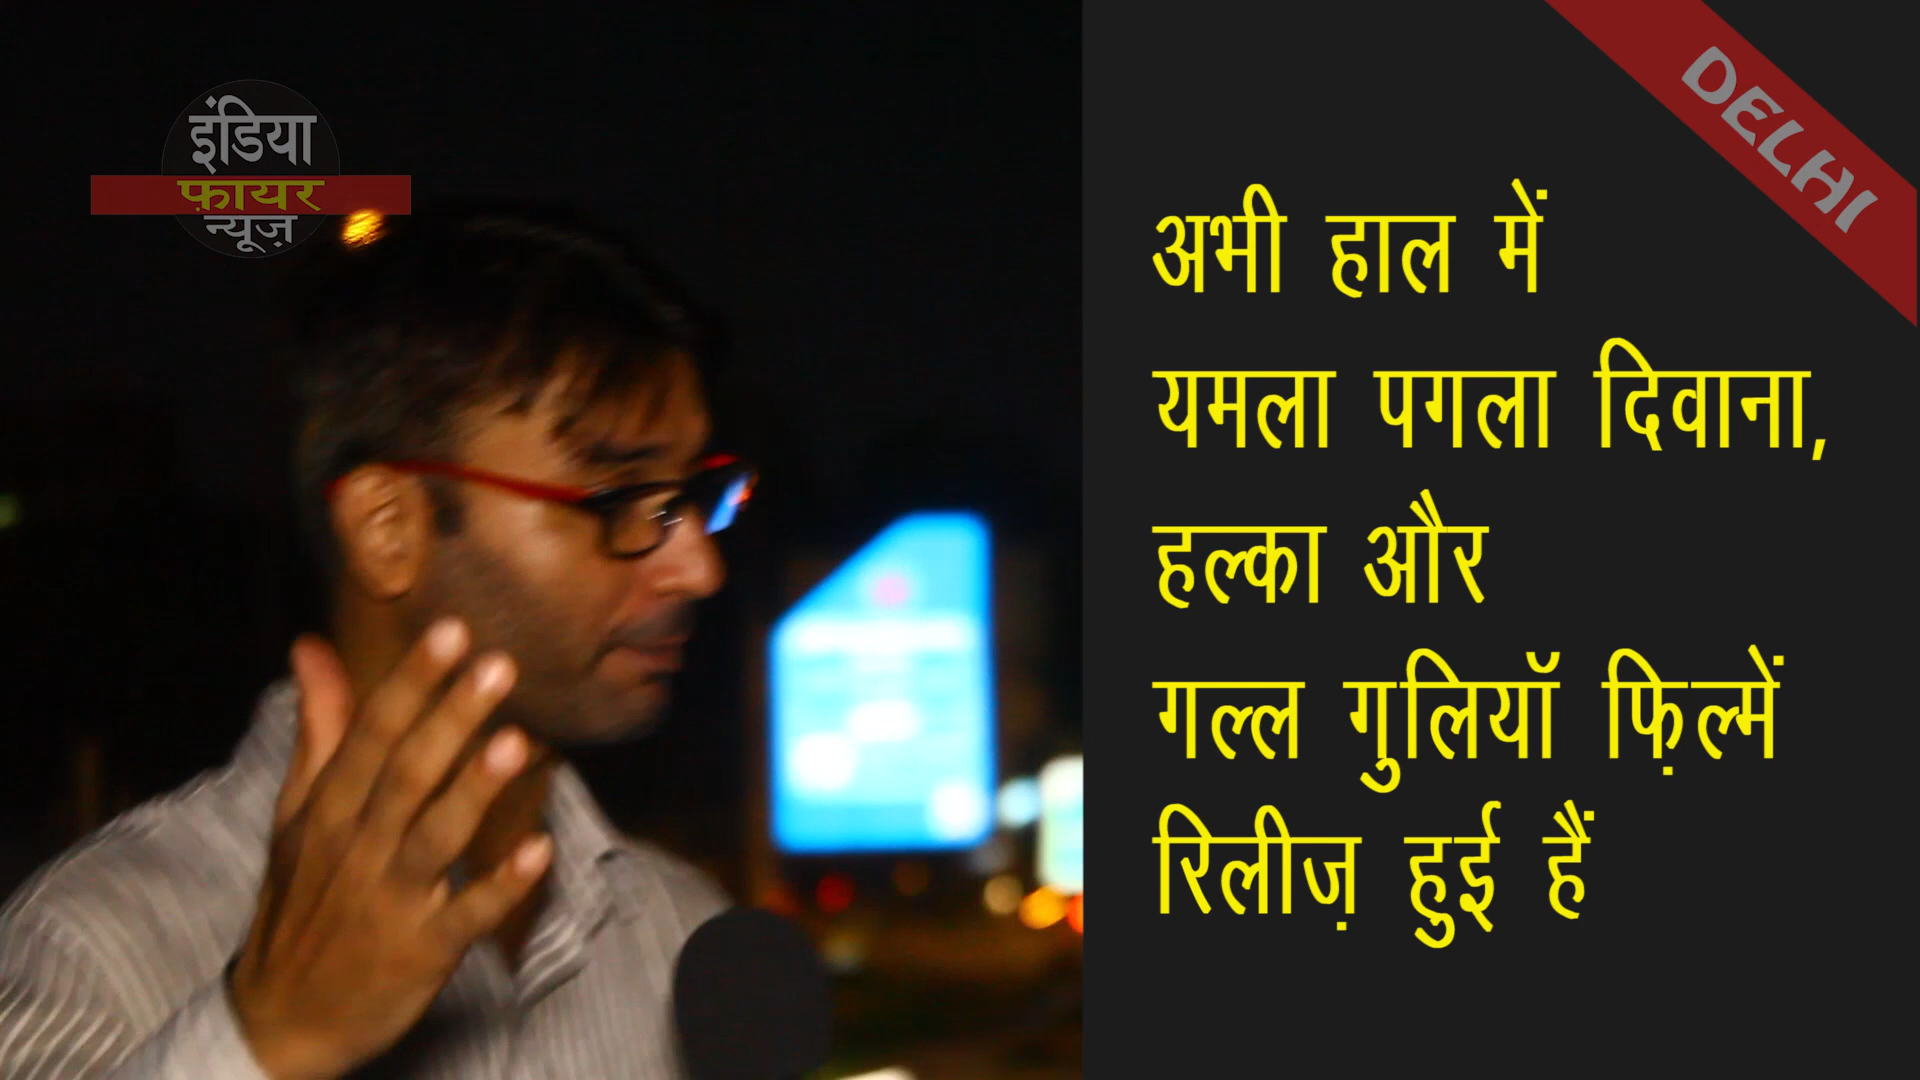 इंडिया
फ़ायर
न्यूज़
DELHI
अभी हाल में
यमला पगला दिवाना,
हल्का और
गल्ल गुलियॉ फ़िल्में
रिलीज़ हुई हैं